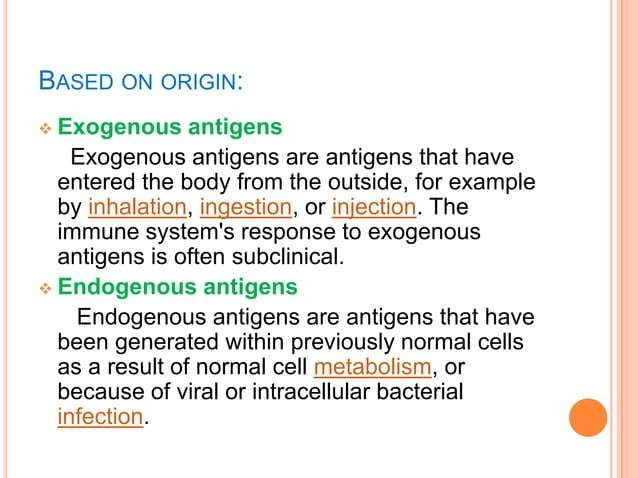 BASED ON ORIGIN:
Exogenous antigens
Exogenous antigens are antigens that have
entered the body from the outside, for example
by inhalation, ingestion, or injection. The
immune system's response to exogenous
antigens is often subclinical.
Endogenous antigens
Endogenous antigens are antigens that have
been generated within previously normal cells
as a result of normal cell metabolism, or
because of viral or intracellular bacterial
infection.